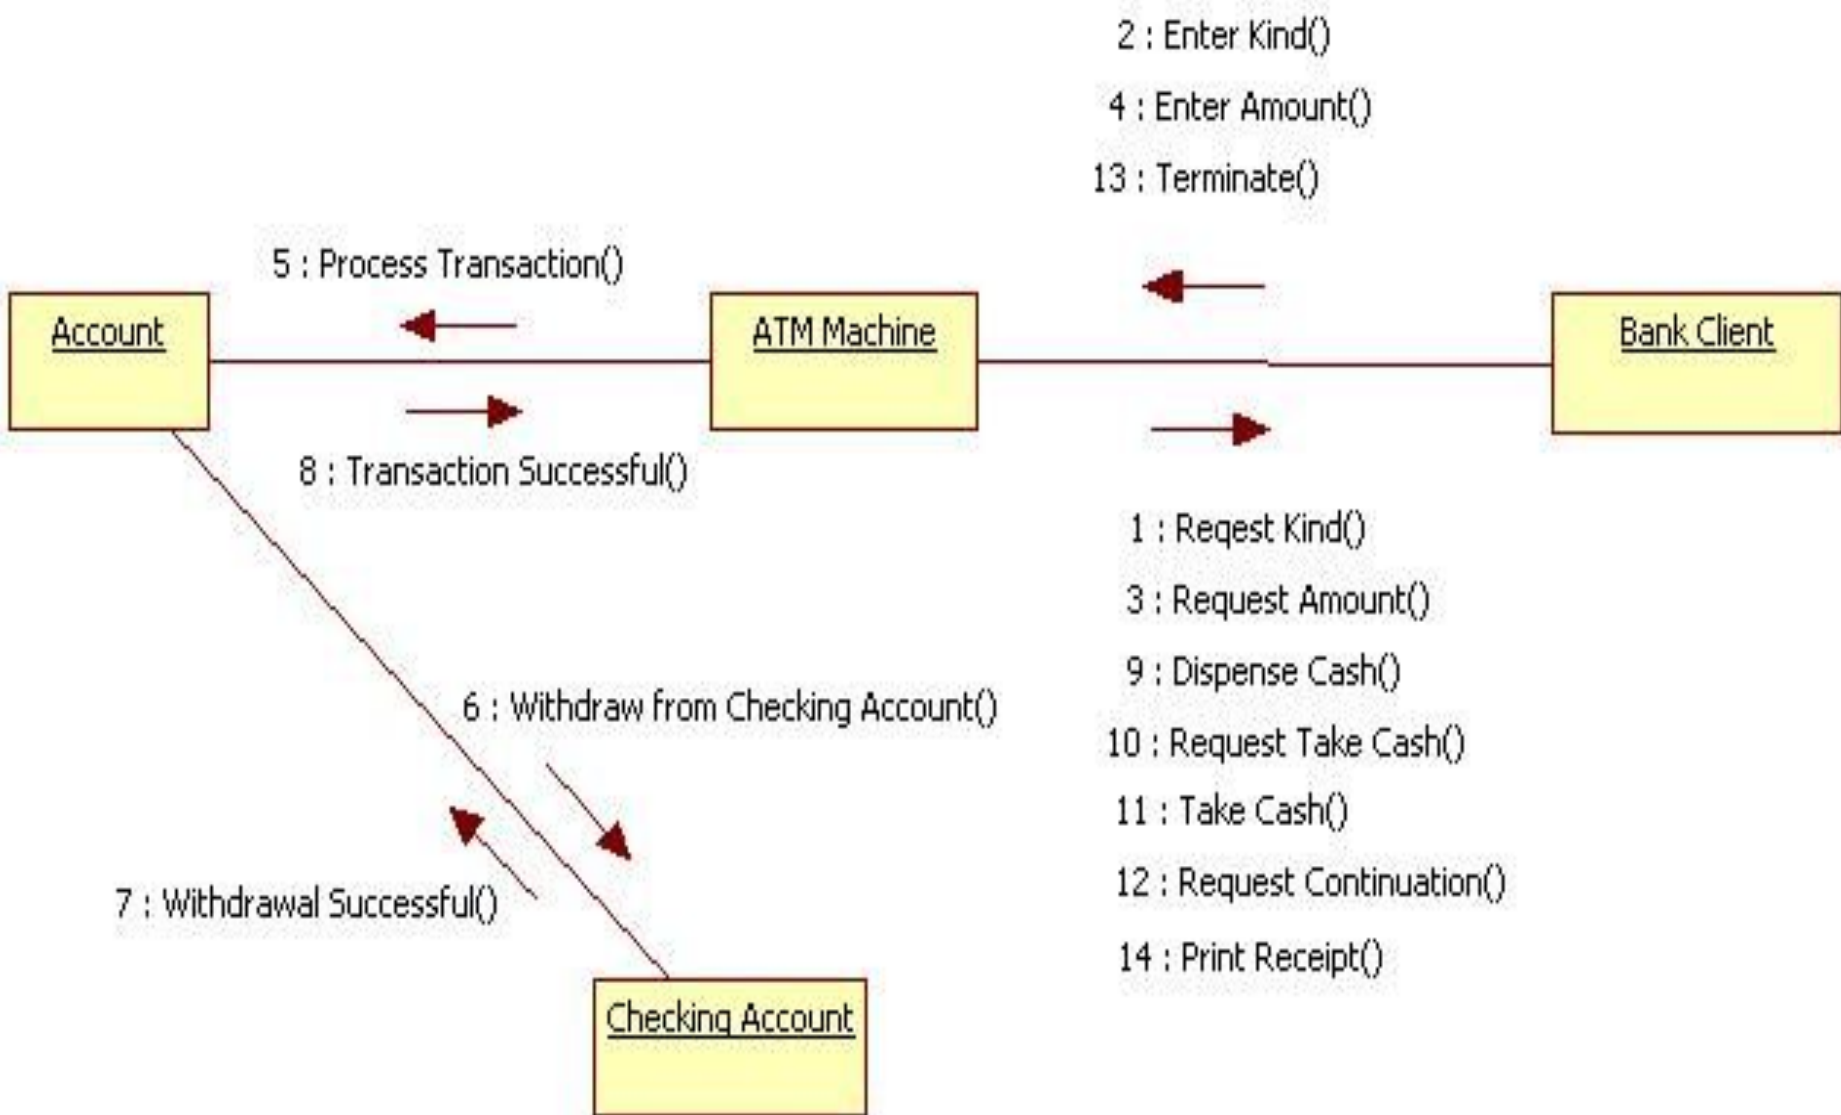 2 : Enter Kind()
4 : Enter Amount()
13 : Terminate()
5 : Process Transaction()
Account
ATM Machine
Bank Client
8 : Transaction Successful()
1 : Reqest Kind()
3 : Request Amount()
9 : Dispense Cash()
6 : Withdraw from Checking Account()
10 : Request Take Cash()
11 : Take Cash()
12 : Request Continuation()
7 : Withdrawal Successful()
14 : Print Receipt()
Checking Account